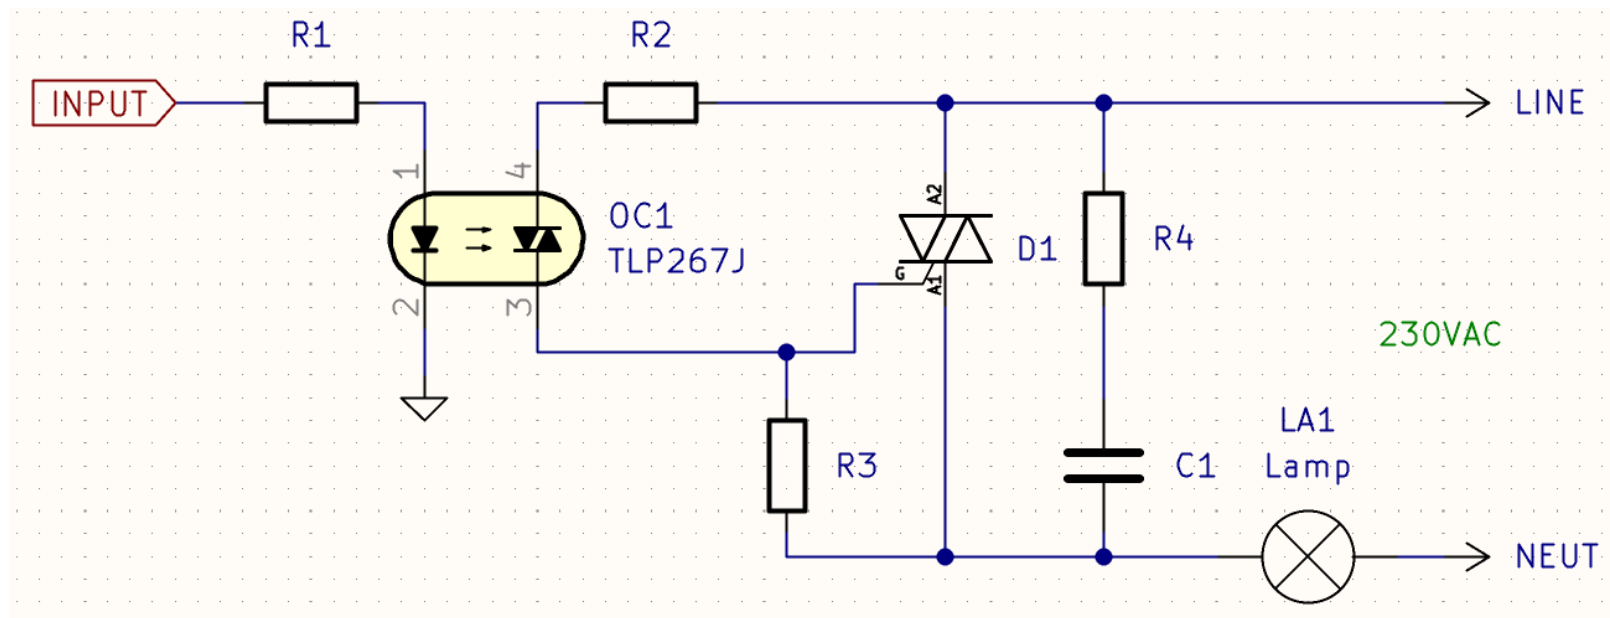 R1
R2
INPUT
LINE
1
4
A2
OC1
TLP267J
D1
R4
G
A1
2
3
230VAC
LA1
Lamp
R3
C1
NEUT